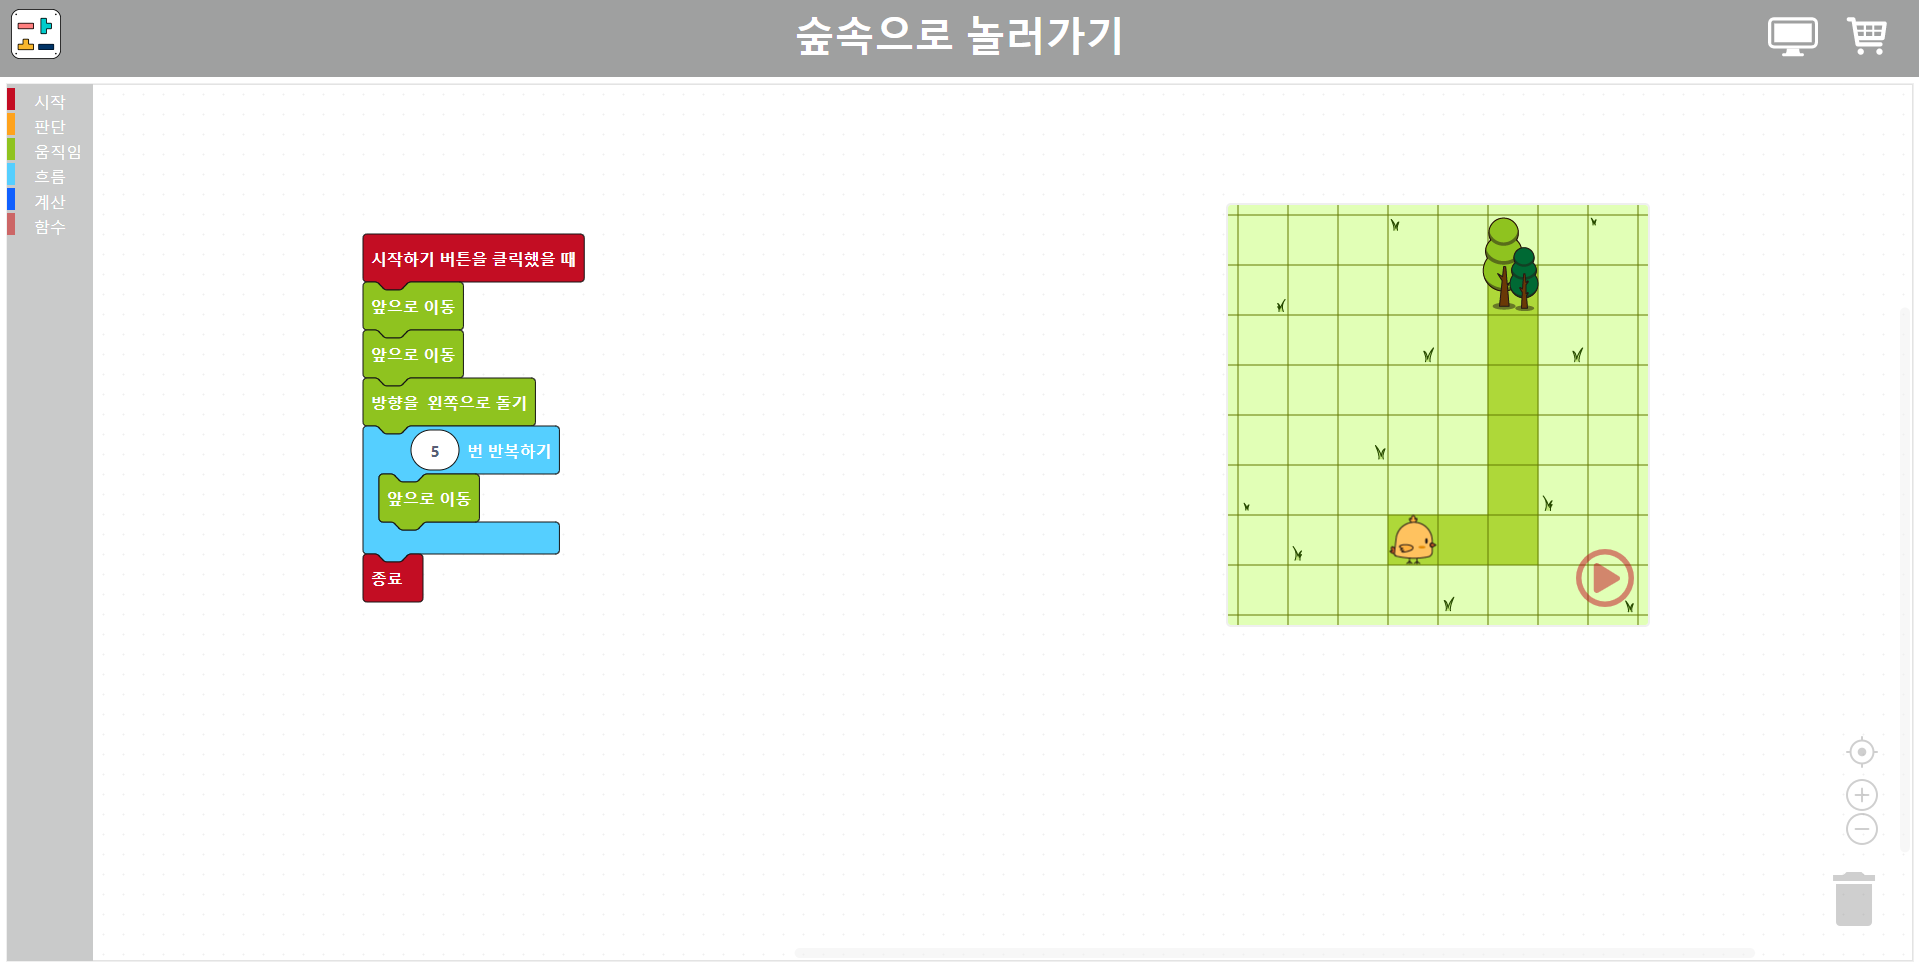 숲속으로 놀러가기
시작
판단
움직임
흐름
계산
함수
시작하기 버튼을 클릭했을 때
앞으로 이동
앞으로 이동
방향을 왼쪽으로 돌기
5 번 반복하기
앞으로 이동
종료